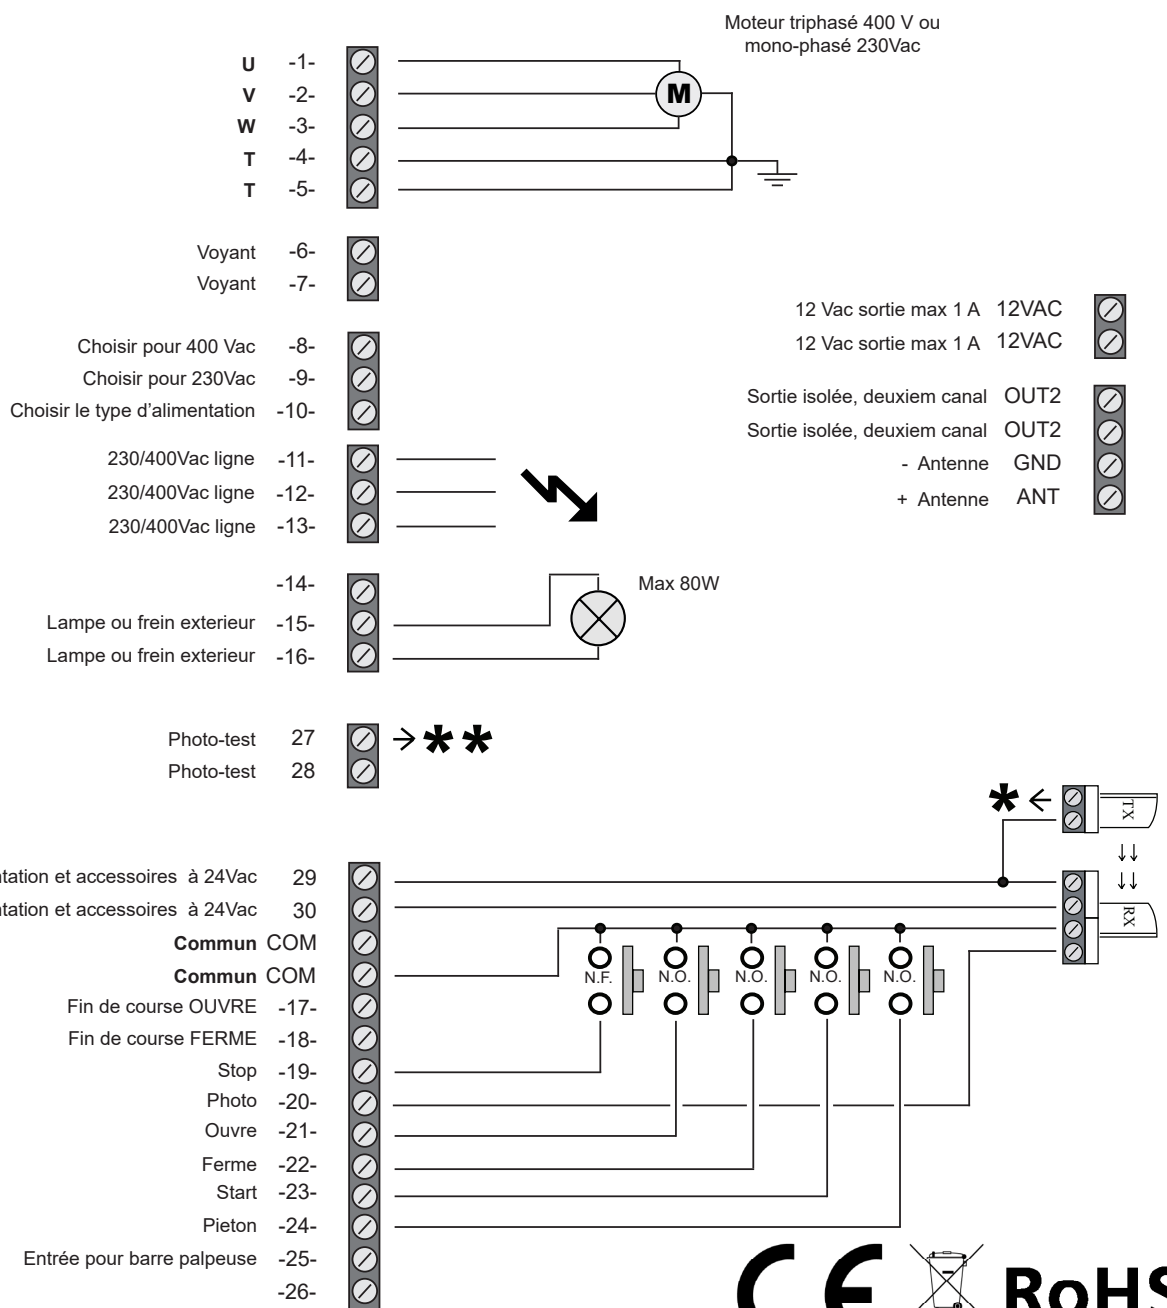 Moteur triphasé 400 V ou
mono-phasé 230Vac
U -1-
V -2-
W -3-
T -4-
T -5-
M
Voyant -6-
Voyant -7-
12 Vac sortie max 1 A 12VAC
12 Vac sortie max 1 A 12VAC
Choisir pour 400 Vac -8-
Choisir pour 230Vac -9-
Choisir le type d'alimentation -10-
Sortie isolée, deuxiem canal OUT2
Sortie isolée, deuxiem canal OUT2
- Antenne GND
+ Antenne ANT
230/400Vac ligne -11-
230/400Vac ligne -12-
230/400Vac ligne -13-
-14-
Lampe ou frein exterieur -15-
Lampe ou frein exterieur -16-
Max 80W
Photo-test 27
Photo-test 28
**
*
TX
RX
et accessoires à 24Vac 29
et accessoires à 24Vac 30
Commun COM
Commun COM
N.F. N.O. N.O. N.O. N.O.
Fin de course OUVRE -17-
Fin de course FERME -18-
Stop -19-
Photo -20-
Ouvre -21-
Ferme -22-
Start -23-
Pieton -24-
Entrée pour barre palpeuse -25-
-26-
CE
RoHS